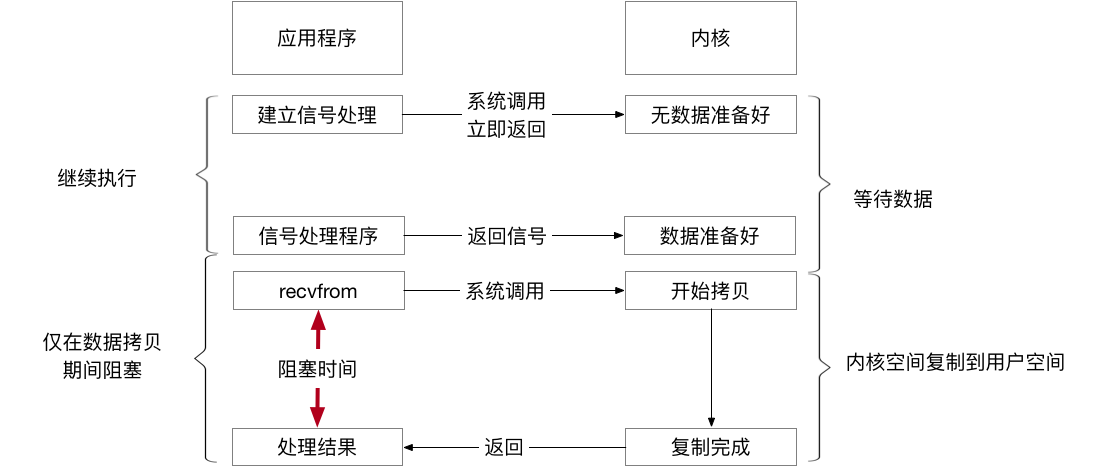 应用程序
内核
建立信号处理
系统调用
立即返回
无数据准备好
继续执行
等待数据
信号处理程序
返回信号
数据准备好
recvfrom
系统调用
开始拷贝
仅在数据拷贝
期间阻塞
阻塞时间
内核空间复制到用户空间
处理结果
返回
复制完成